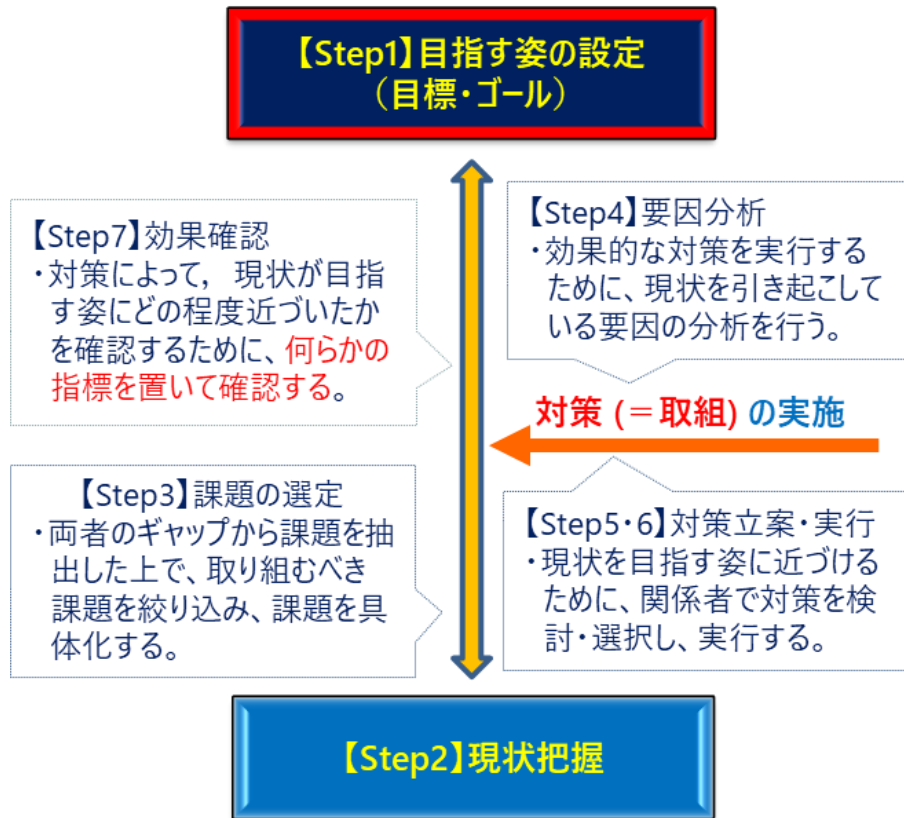 【Step1】目指す姿の設定
（目標・ゴール）
【Step7】効果確認
・対策によって，現状が目指
す姿にどの程度近づいたか
を確認するために、何らかの
指標を置いて確認する。
【Step4】要因分析
・効果的な対策を実行する
ために、現状を引き起こして
いる要因の分析を行う。
対策 (＝取組) の実施
【Step3】課題の選定
・両者のギャップから課題を抽
出した上で、取り組むべき
課題を絞り込み、課題を具
体化する。
【Step5・6】対策立案・実行
・現状を目指す姿に近づける
ために、関係者で対策を検
討・選択し、実行する。
【Step2】現状把握